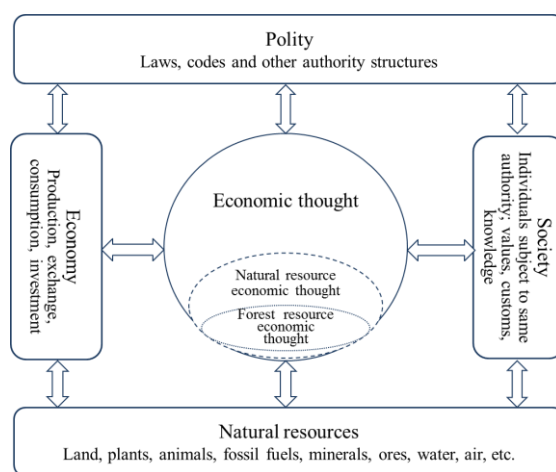 Polity
Laws, codes and other authority structures
Economy
Production, exchange,
consumption, investment
Economic thought
Natural resource
economic thought
Forest resource
economic
thought
Society
Individuals subject to same
authority; values, customs,
knowledge
Natural resources
Land, plants, animals, fossil fuels, minerals, ores, water, air, etc.